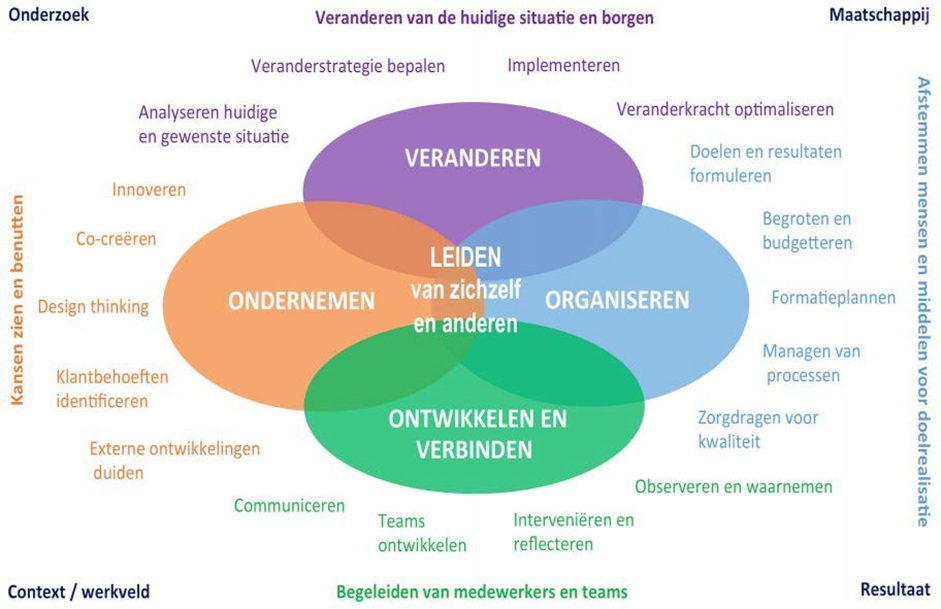 Onderzoek
Veranderen van de huidige situatie en borgen
Maatschappij
Veranderstrategie bepalen
Implementeren
Analyseren huidige
en gewenste situatie
Veranderkracht optimaliseren
VERANDEREN
Doelen en resultaten
formuleren
Innoveren
Begroten en
budgetteren
Co-creëren
LEIDEN
van zichzelf
en anderen
ONDERNEMEN
ORGANISEREN
Formatieplannen
Design thinking
Kansen zien en benutten
Afstemmen mensen en middelen voor doelrealisatie
Managen van
processen
Klantbehoeften
identificeren
ONTWIKKELEN EN
VERBINDEN
Zorgdragen voor
kwaliteit
Externe ontwikkelingen
duiden
Observeren en waarnemen
Communiceren
Teams
ontwikkelen
Interveniëren en
reflecteren
Context / werkveld
Begeleiden van medewerkers en teams
Resultaat